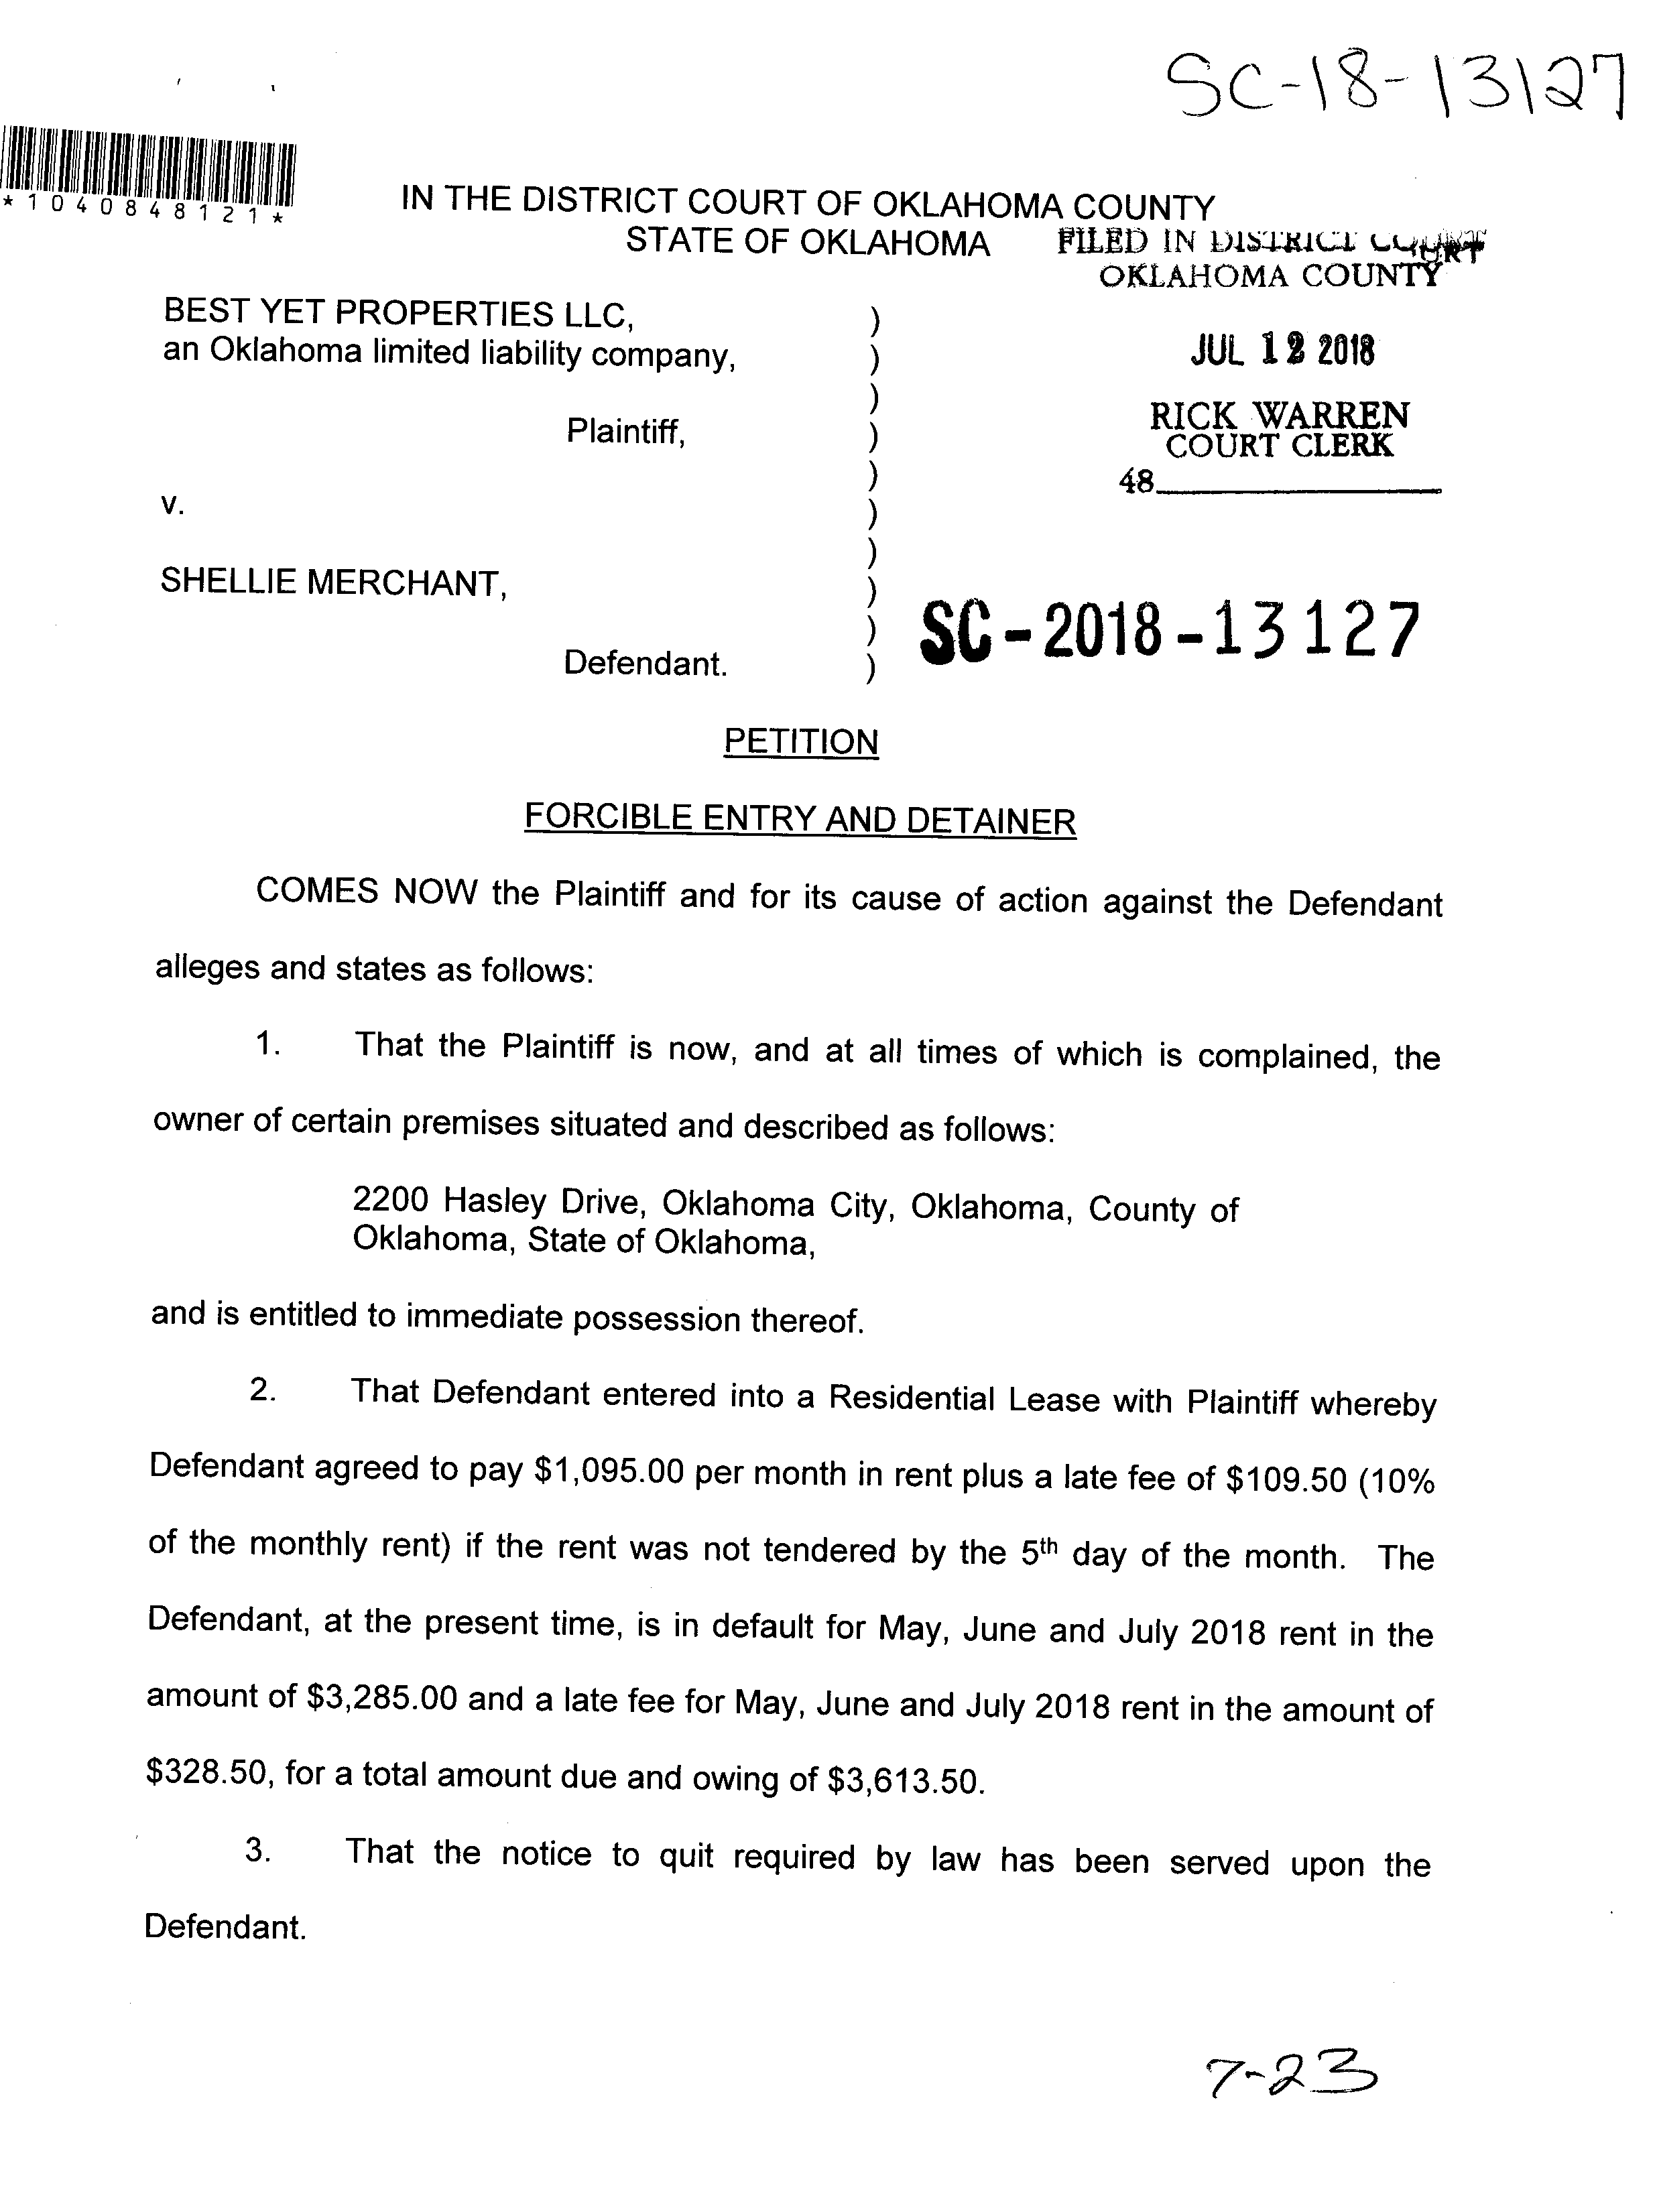 SC-18-13127
*1040848121*
IN THE DISTRICT COURT OF OKLAHOMA COUNTY
STATE OF OKLAHOMA
FILED IN DISTRICT COURT
OKLAHOMA COUNTY
JUL 12 2018
RICK WARREN
COURT CLERK
48
BEST YET PROPERTIES LLC, )
an Oklahoma limited liability company, )
)
Plaintiff, )
)
v. )
)
SHELLIE MERCHANT, )
)
Defendant. )
SC-2018-13127
PETITION
FORCIBLE ENTRY AND DETAINER
COMES NOW the Plaintiff and for its cause of action against the Defendant
alleges and states as follows:
1. That the Plaintiff is now, and at all times of which is complained, the
owner of certain premises situated and described as follows:
2200 Hasley Drive, Oklahoma City, Oklahoma, County of
Oklahoma, State of Oklahoma,
and is entitled to immediate possession thereof.
2. That Defendant entered into a Residential Lease with Plaintiff whereby
Defendant agreed to pay $1,095.00 per month in rent plus a late fee of $109.50 (10%
of the monthly rent) if the rent was not tendered by the 5th day of the month. The
Defendant, at the present time, is in default for May, June and July 2018 rent in the
amount of $3,285.00 and a late fee for May, June and July 2018 rent in the amount of
$328.50, for a total amount due and owing of $3,613.50.
3. That the notice to quit required by law has been served upon the
Defendant.
7-23